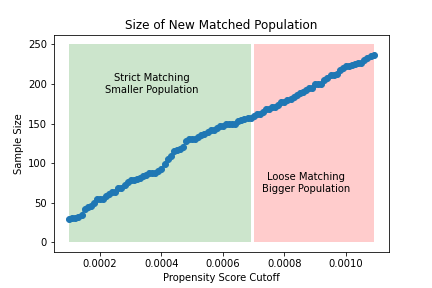 Size of New Matched Population
250
200
150
100
50
0
Sample Size
Strict Matching
Smaller Population
Loose Matching
Bigger Population
0.0002
0.0004
0.0006
0.0008
0.0010
Propensity Score Cutoff